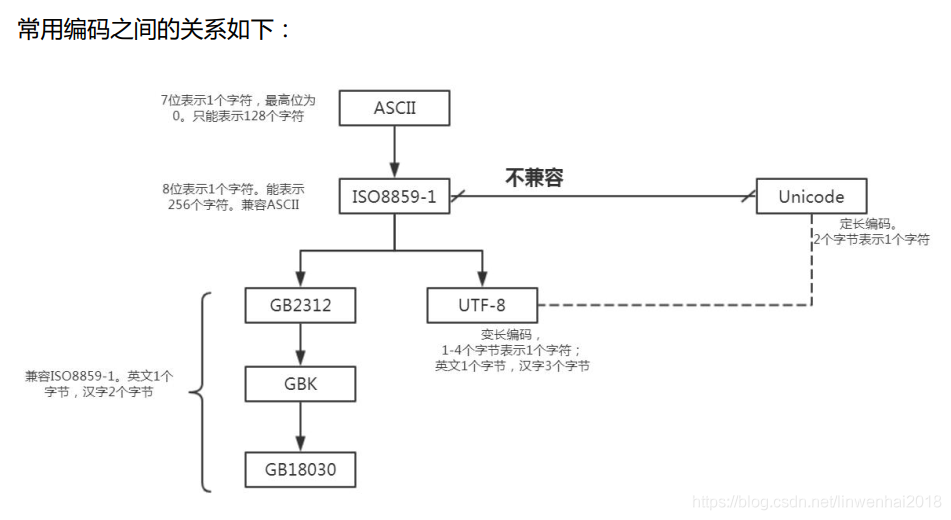 常用编码之间的关系如下：
7位表示1个字符，最高位为
0。只能表示128个字符
ASCII
8位表示1个字符。能表示
256个字符。兼容ASCII
ISO8859-1
不兼容
Unicode
定长编码。
2个字节表示1个字符
GB2312
UTF-8
变长编码，
1-4个字节表示1个字符；
英文1个字节，汉字3个字节
兼容ISO8859-1。英文1个
字节，汉字2个字节
GBK
GB18030
https://blog.csdn.net/linwenhai2018